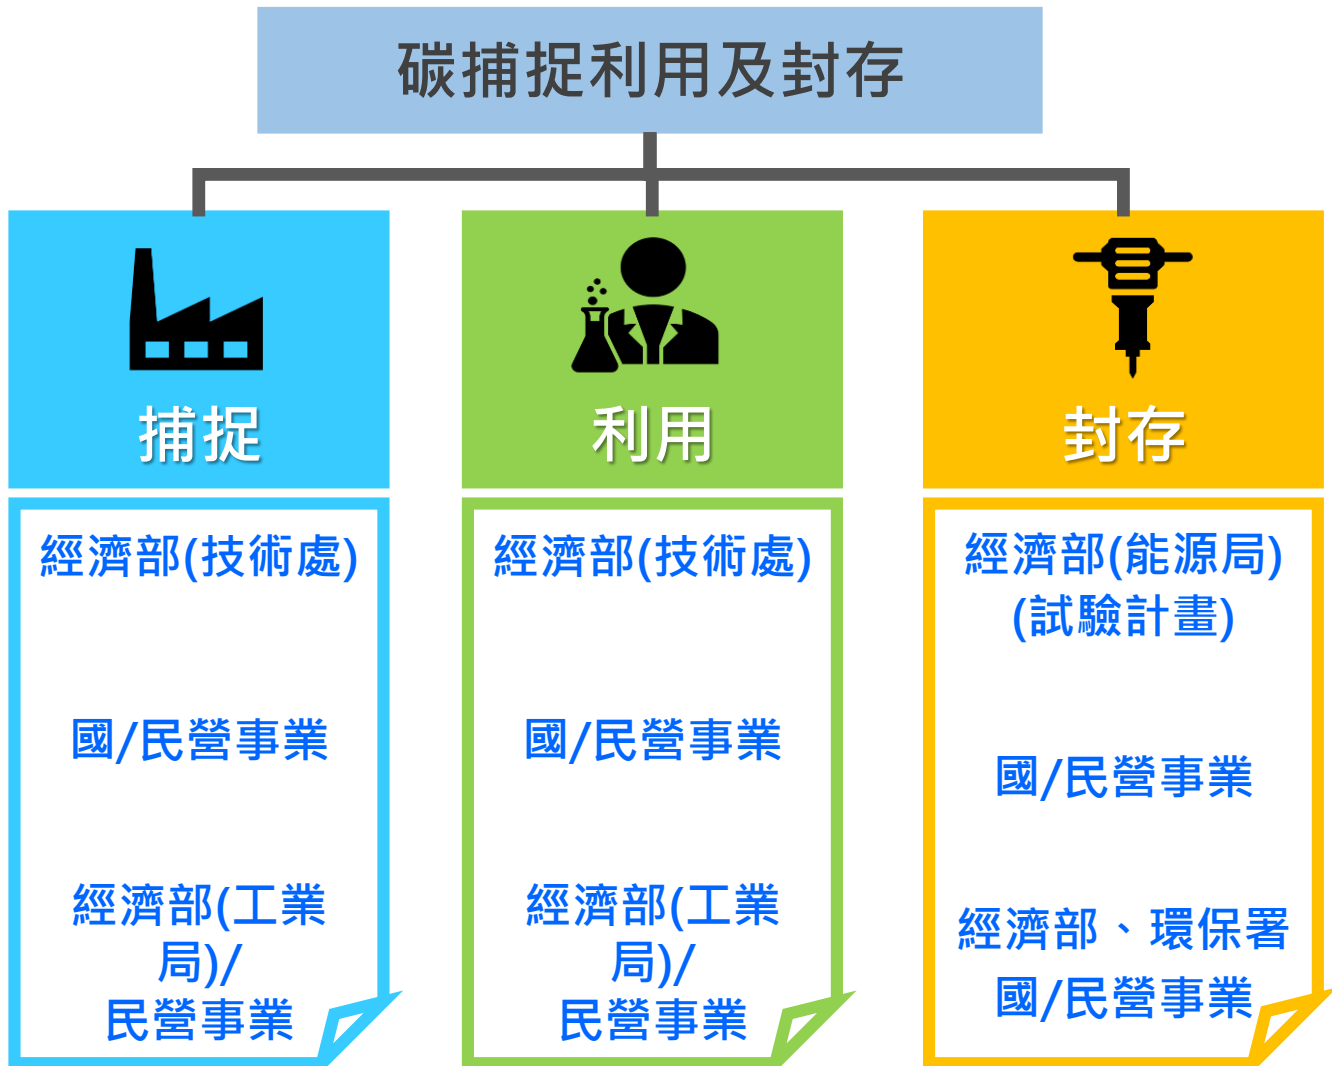 碳捕捉利用及封存
捕捉
經濟部(技術處)
國/民營事業
經濟部(工業
局)/
民營事業
利用
經濟部(技術處)
國/民營事業
經濟部(工業
局)/
民營事業
封存
經濟部(能源局)
(試驗計畫)
國/民營事業
經濟部、環保署
國/民營事業